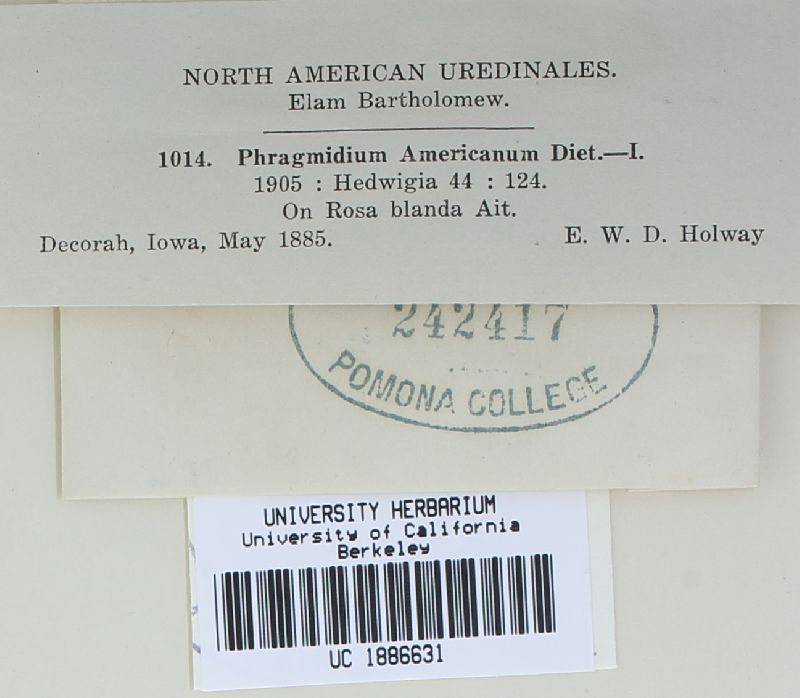 NORTH AMERICAN UREDINALES.
Elam Bartholomew.
1014. Phragmidium Americanum Diet.—I.
1905 : Hedwigia 44 : 124.
On Rosa blanda Ait.
Decorah, Iowa, May 1885. E. W. D. Holway
242417
POMONA COLLEGE
UNIVERSITY HERBARIUM
University of California
Berkeley
UC 1886631